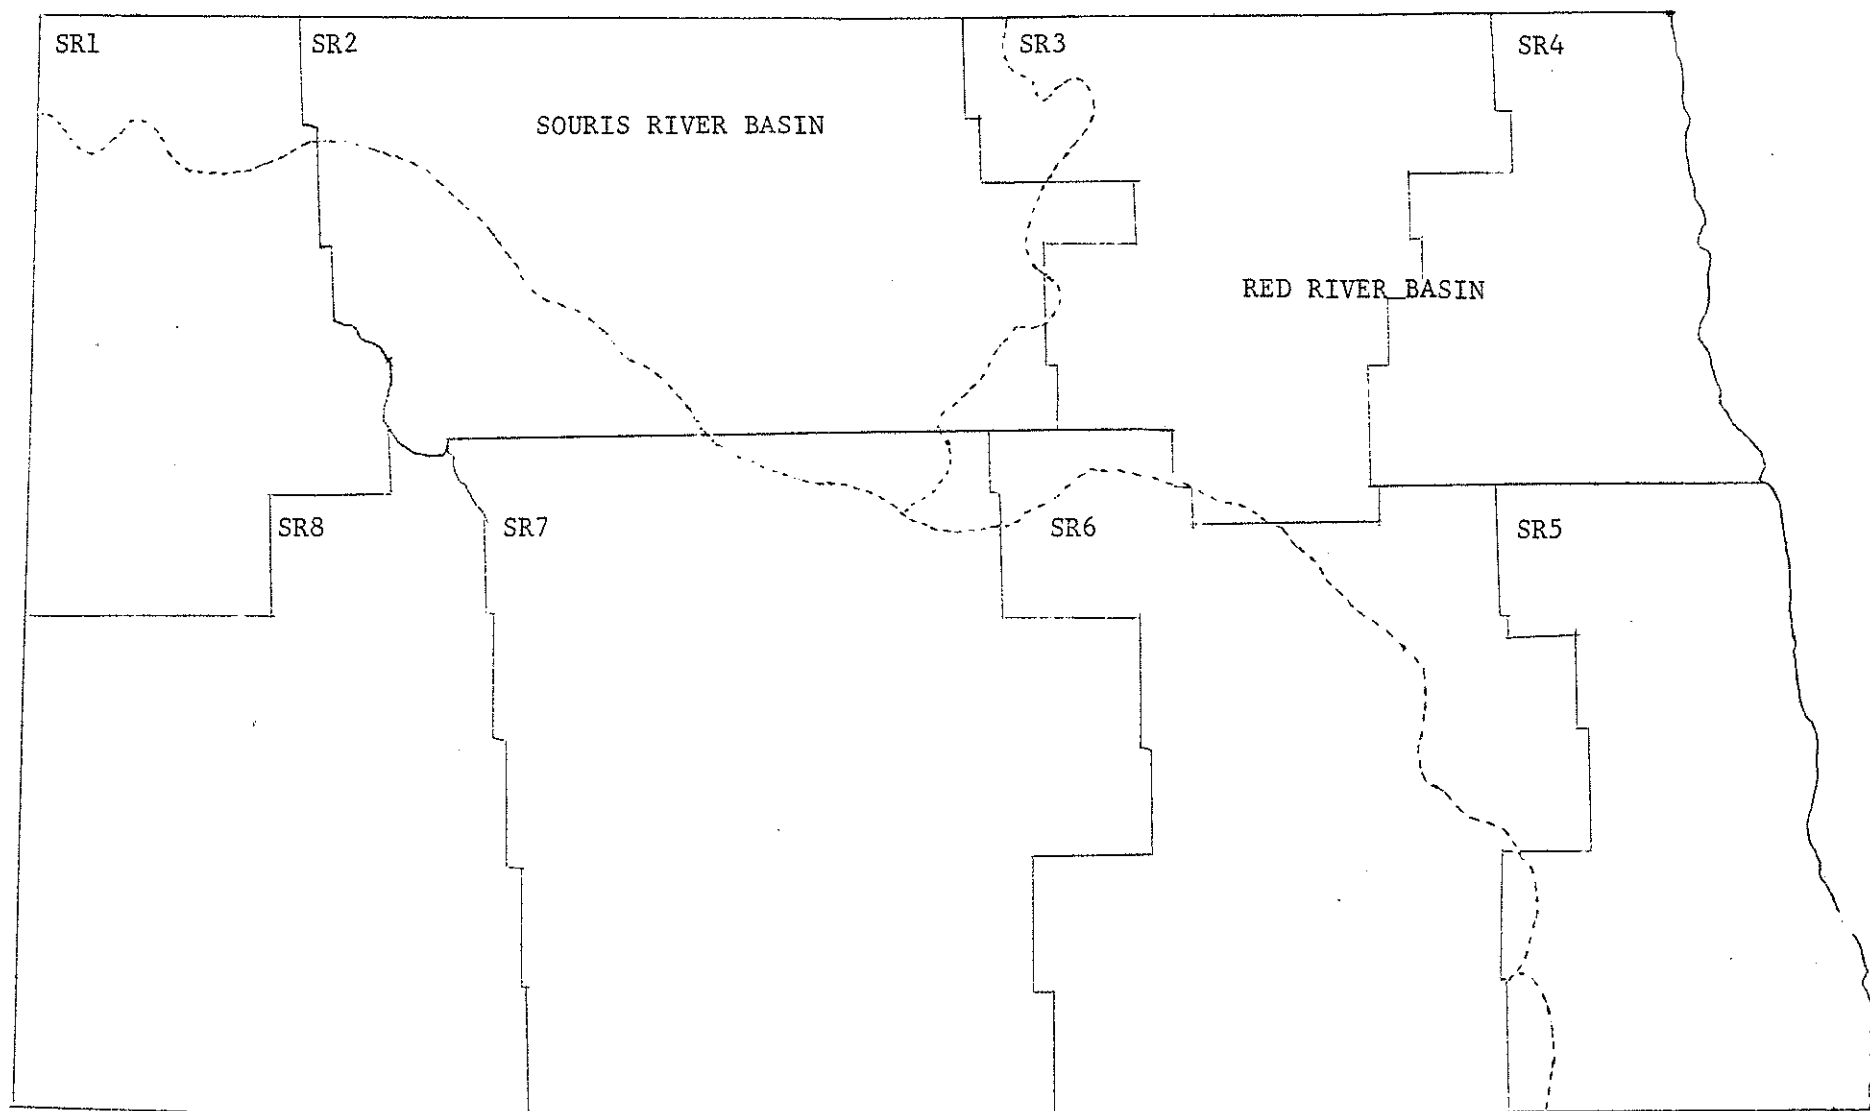 SR1
SR2
SR3
SR4
SOURIS RIVER BASIN
RED RIVER BASIN
SR8
SR7
SR6
SR5